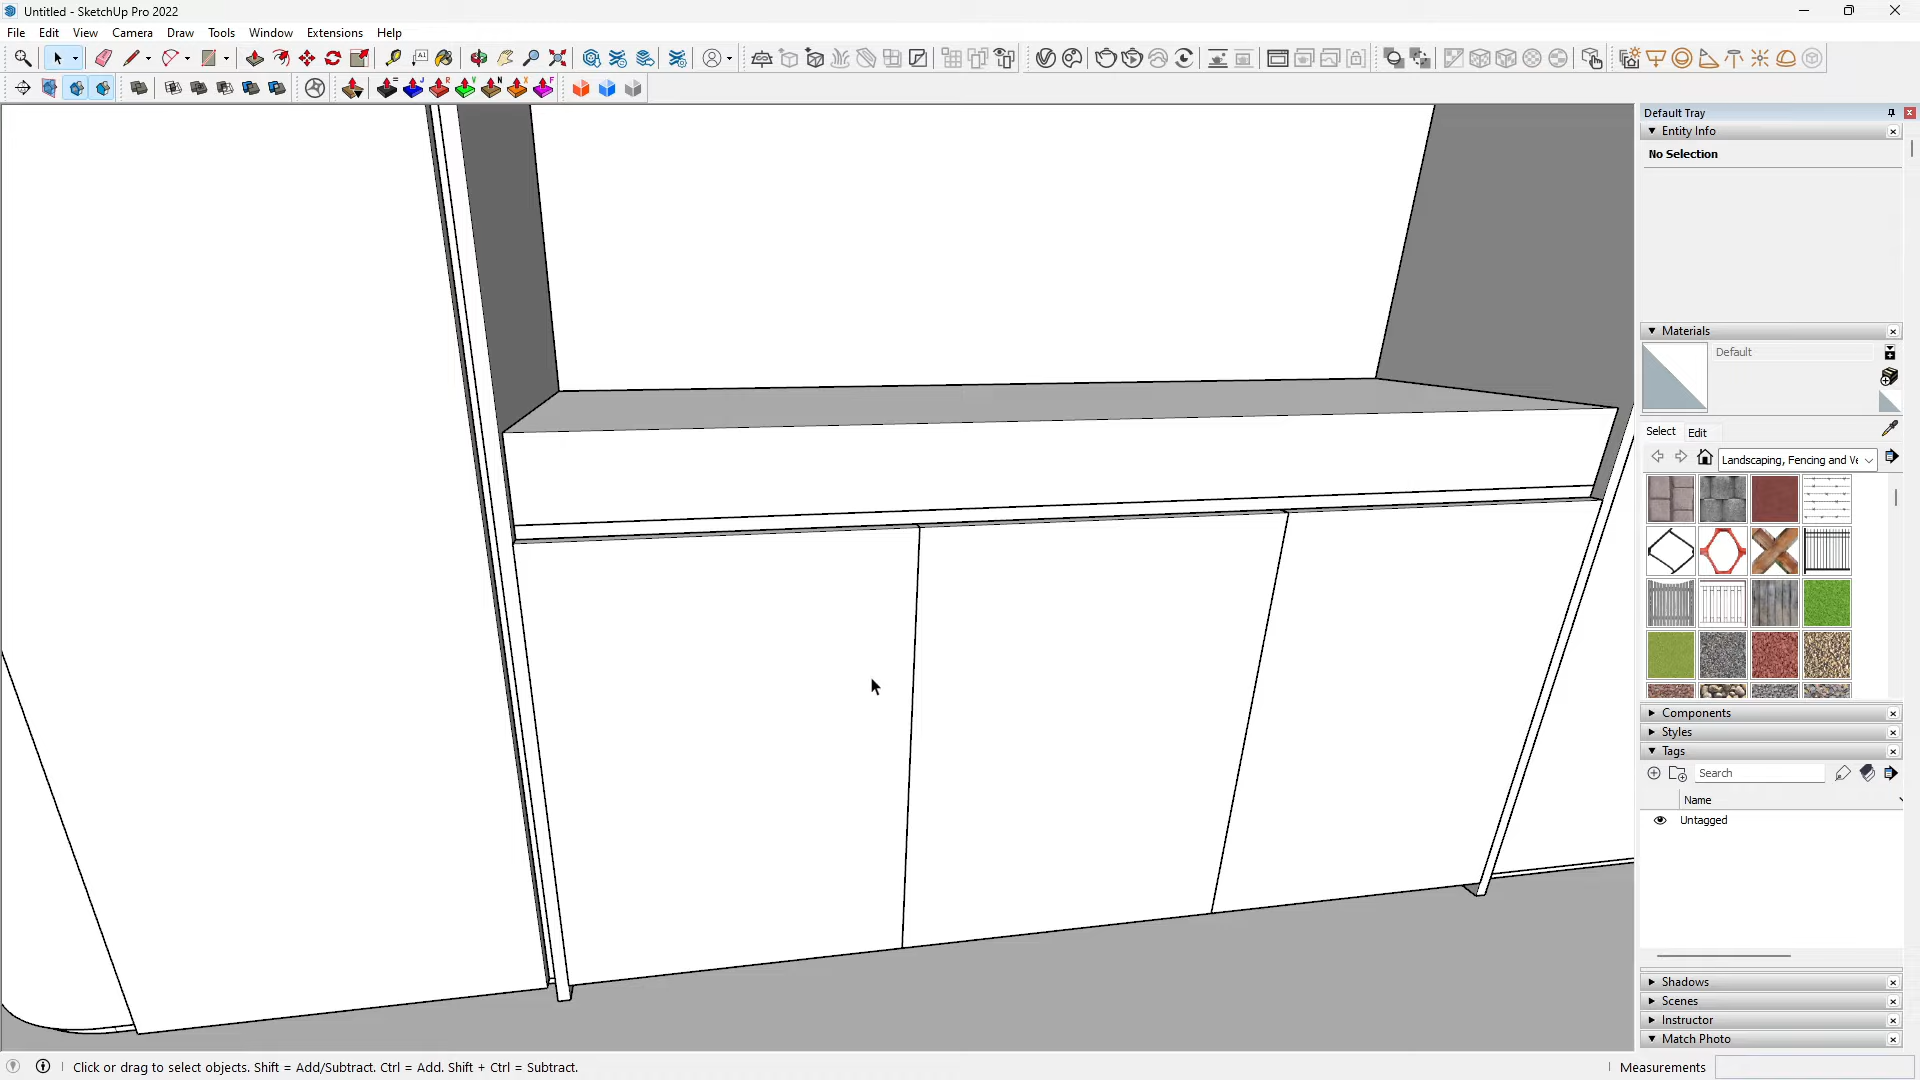 Untitled - SketchUp Pro 2022
File Edit View Camera Draw Tools Window Extensions Help
Default Tray
Entity Info
No Selection
Materials
Default
Select Edit
Landscaping, Fencing and Ve
Components
Styles
Tags
Search
Name
Untagged
Shadows
Scenes
Instructor
Match Photo
Click or drag to select objects. Shift = Add/Subtract. Ctrl = Add. Shift + Ctrl = Subtract.
Measurements